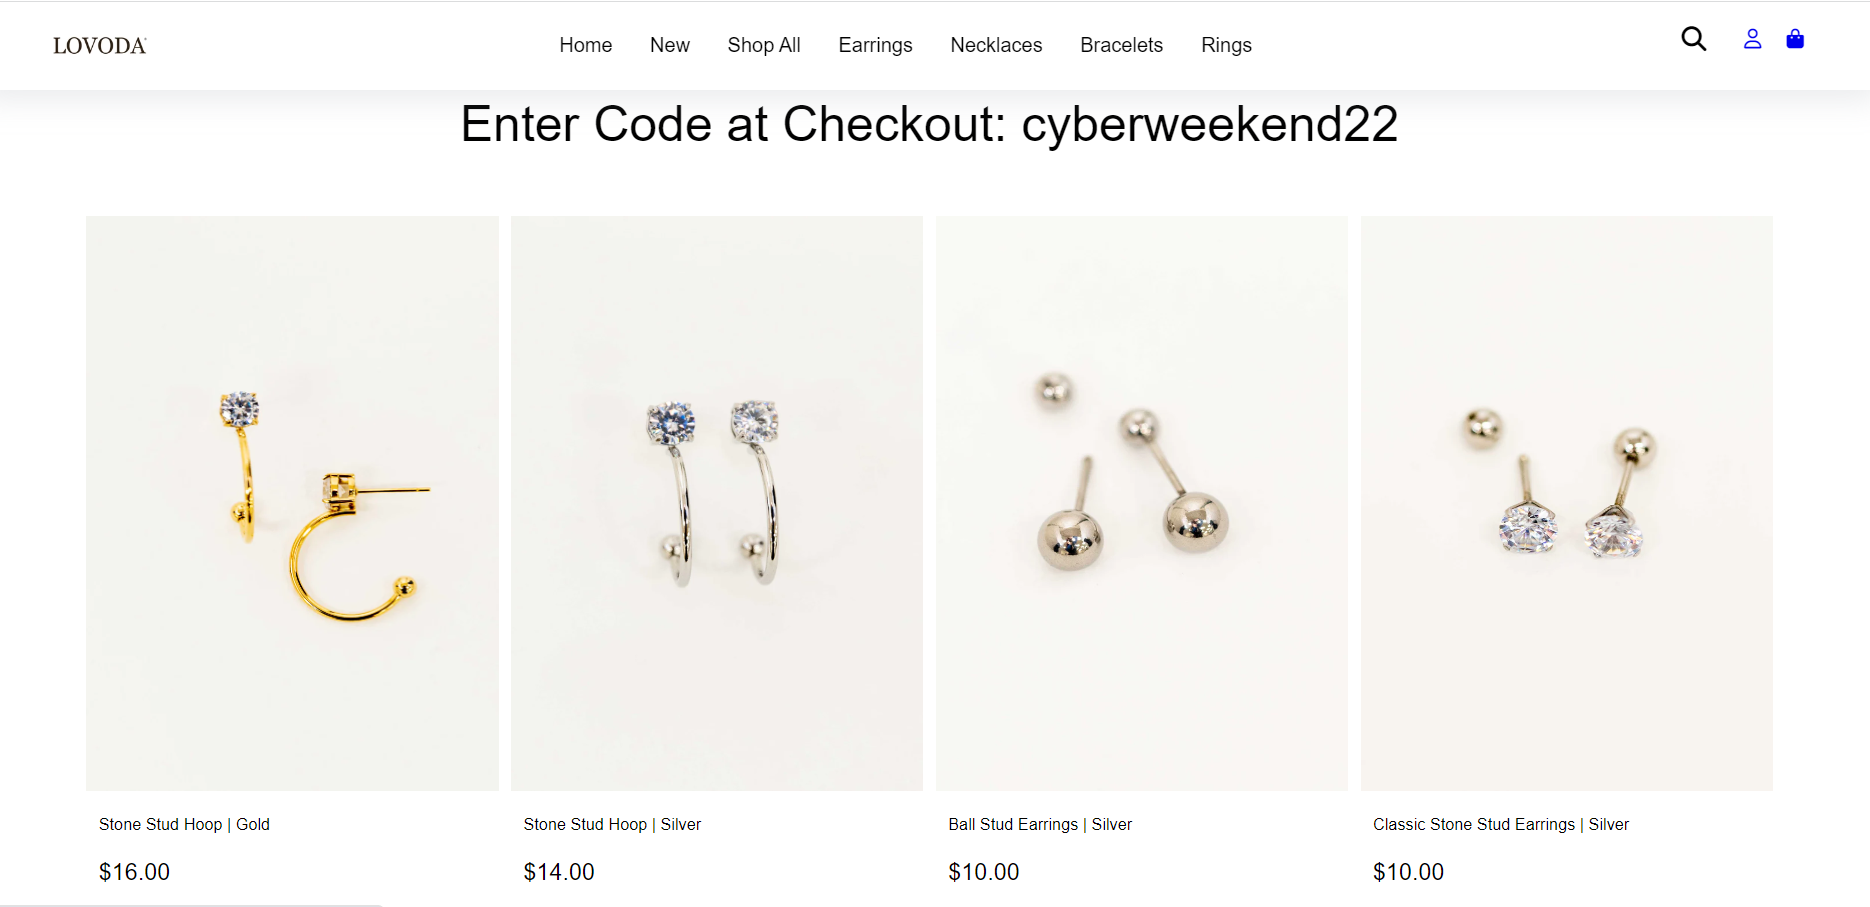 LOVODA
Home New Shop All Earrings Necklaces Bracelets Rings
Enter Code at Checkout: cyberweekend22
Stone Stud Hoop | Gold
$16.00
Stone Stud Hoop | Silver
$14.00
Ball Stud Earrings | Silver
$10.00
Classic Stone Stud Earrings | Silver
$10.00